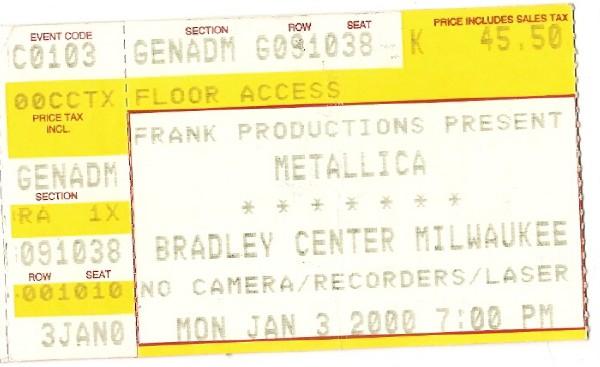 EVENT CODE SECTION ROW SEAT PRICE INCLUDES SALES TAX
C0103 GENADM G091038 K 45.50
00CCTX FLOOR ACCESS
PRICE TAX
INCL.
FRANK PRODUCTIONS PRESENT
METALLICA
GENADM
SECTION
* * * * * * *
RA 1X
BRADLEY CENTER MILWAUKEE
091038
ROW SEAT
NO CAMERA/RECORDERS/LASER
001010
3JAN0
MON JAN 3 2000 7:00 PM